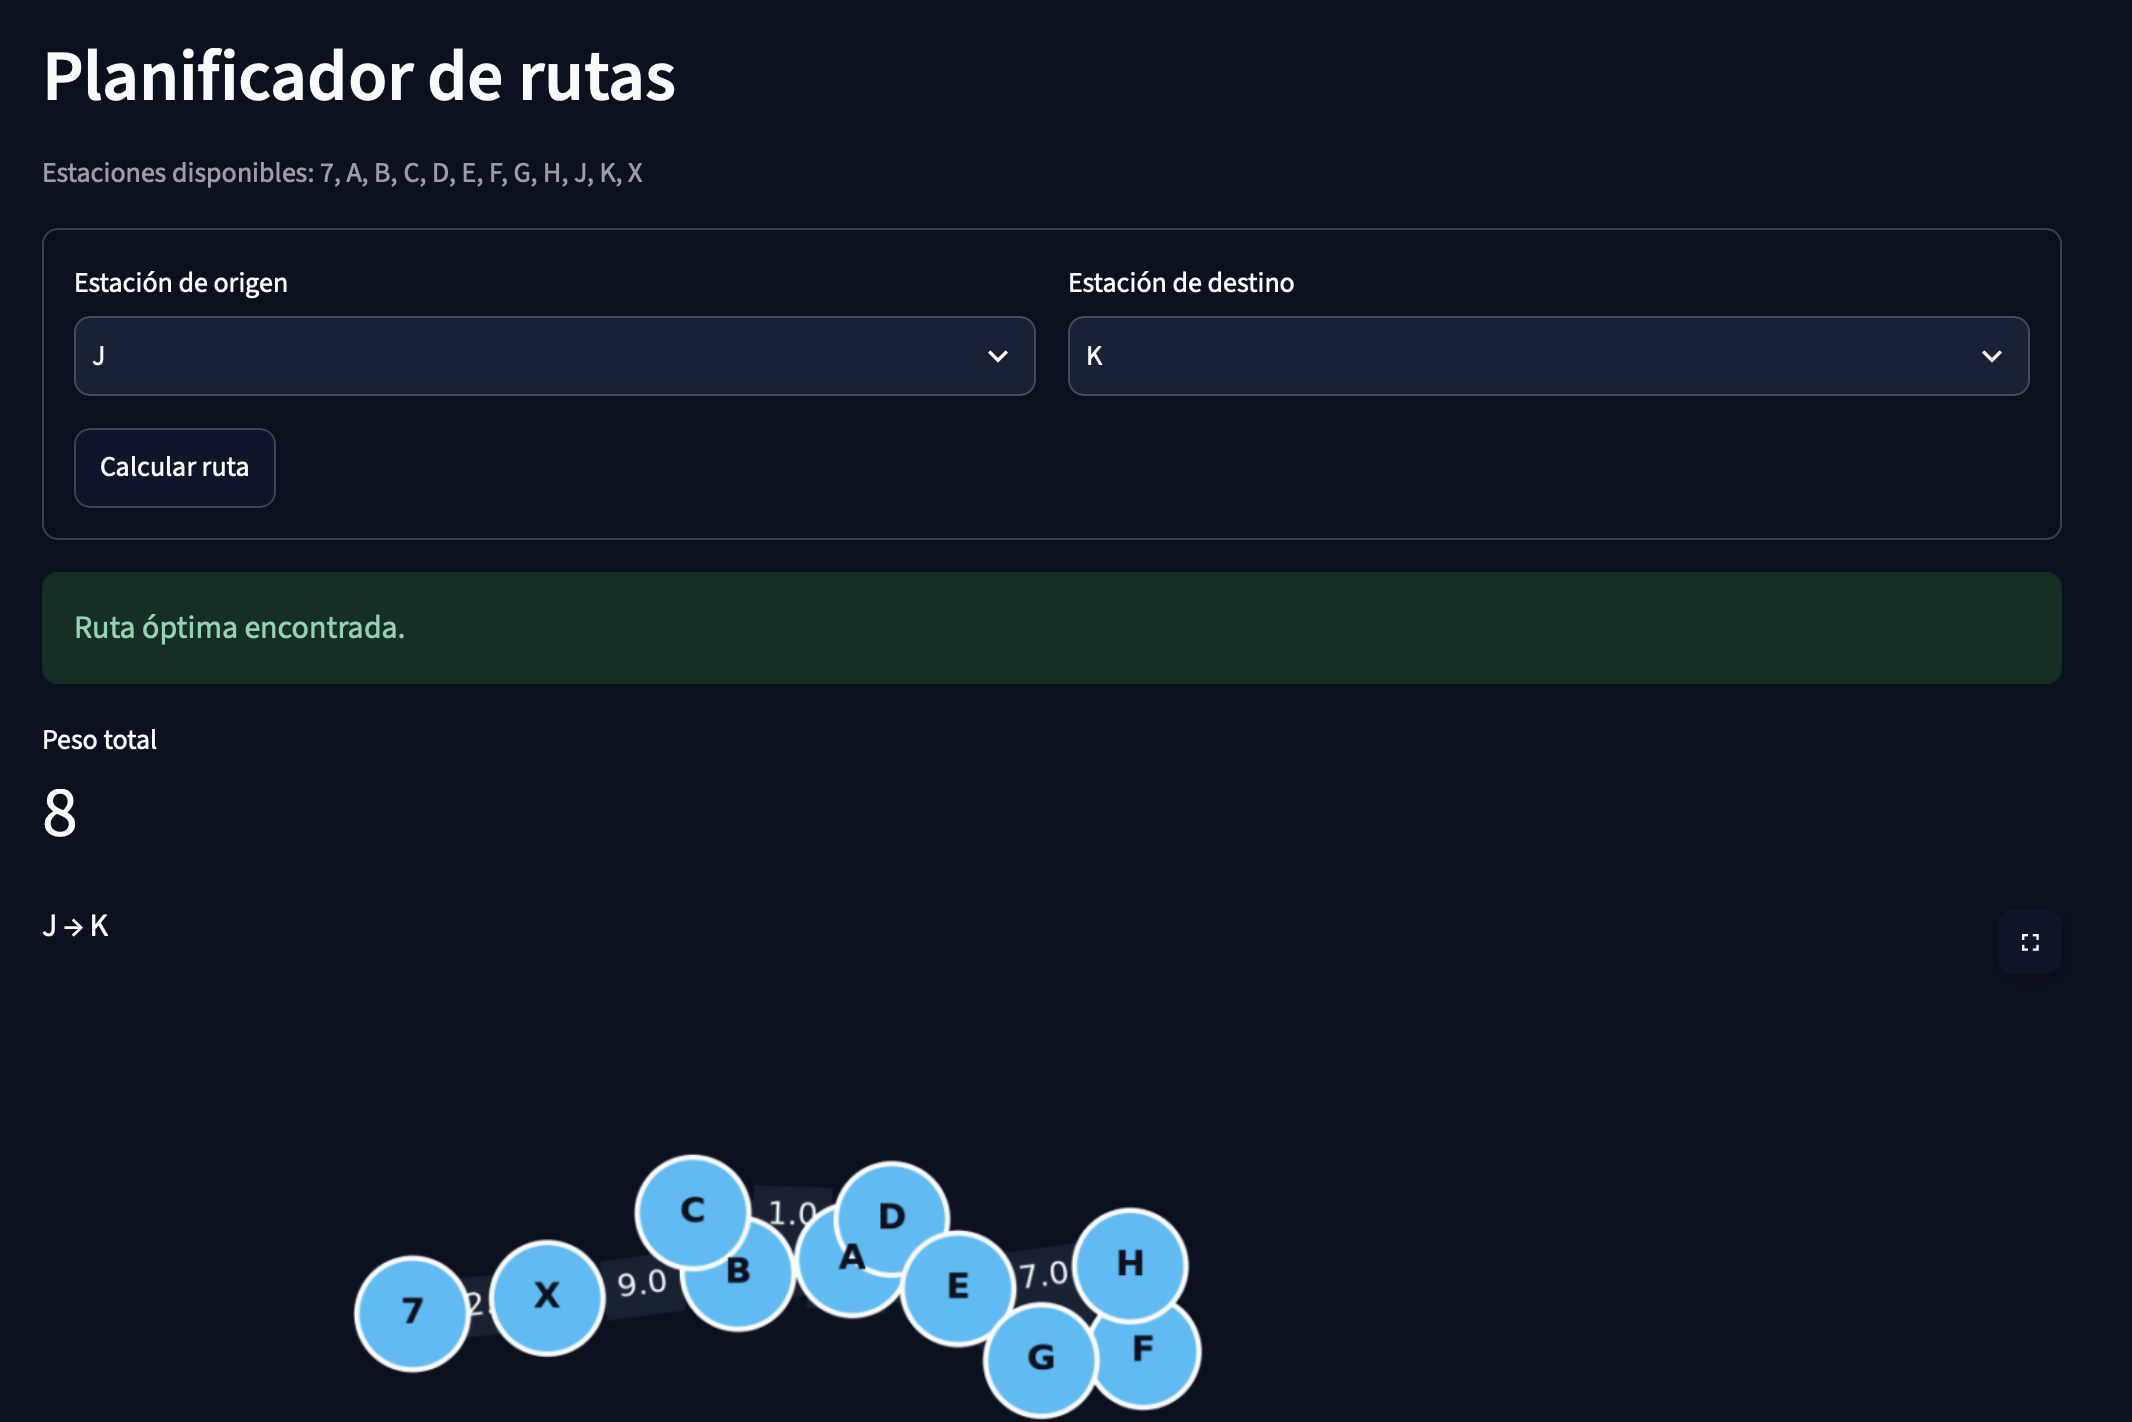 Planificador de rutas
Estaciones disponibles: 7, A, B, C, D, E, F, G, H, J, K, X
Estación de origen
Estación de destino
J
K
Calcular ruta
Ruta óptima encontrada.
Peso total
8
J → K
C
1.0
D
A
B
E
7.0
H
9.0
X
2.
7
G
F